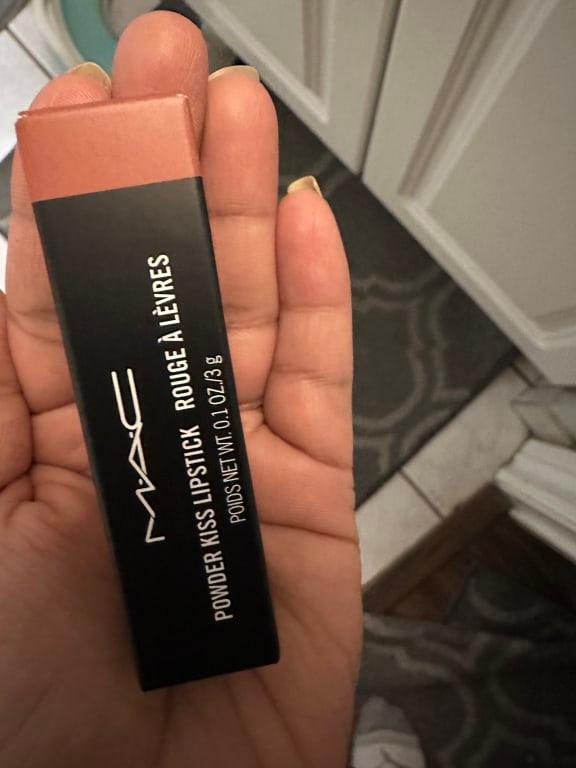 M·A·C
POWDER KISS LIPSTICK ROUGE À LÈVRES
POIDS NET WT. 0.1 OZ./3 g